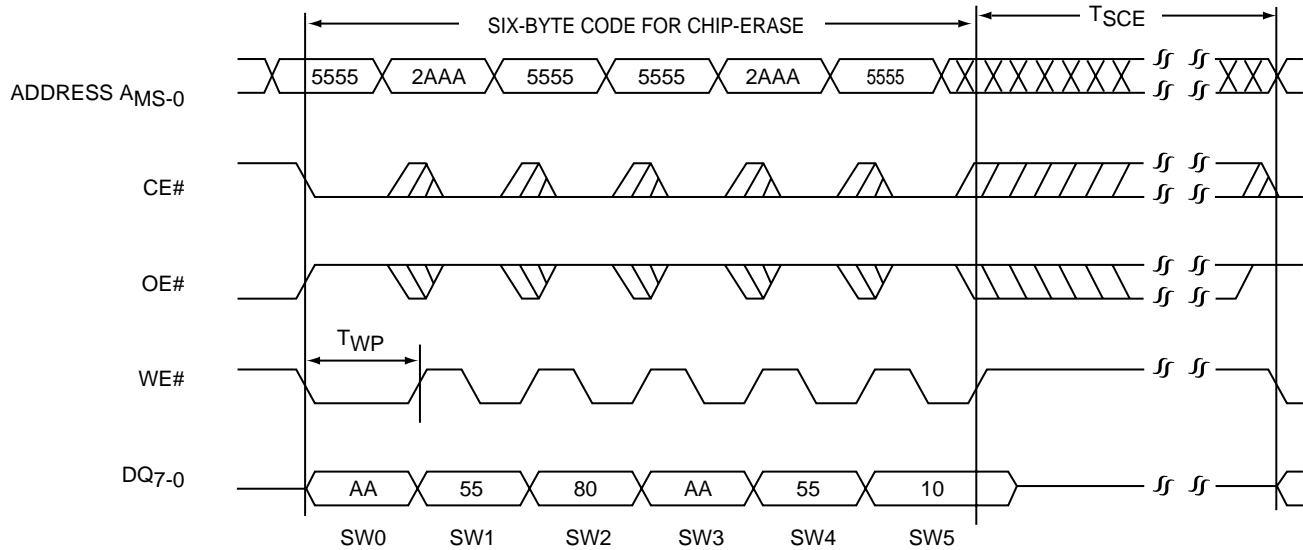 SIX-BYTE CODE FOR CHIP-ERASE TSCE
ADDRESS AMS-0 5555 2AAA 5555 5555 2AAA 5555
CE#
OE#
TWP
WE#
DQ7-0 AA 55 80 AA 55 10
SW0 SW1 SW2 SW3 SW4 SW5